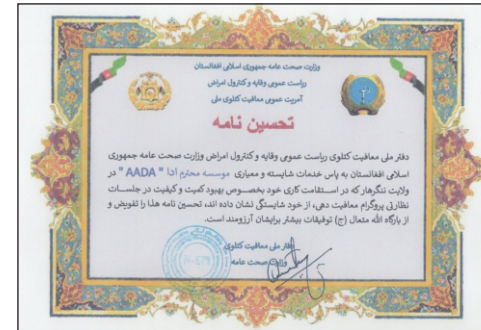 وزارت صحت عامه جمهوری اسلامی افغانستان
ریاست عمومی وقایه و کنترول امراض
آمریت عمومی معافیت کتلوی ملی
تحسین نامه
دفتر ملی معافیت کتلوی ریاست عمومی وقایه و کنترول امراض وزارت صحت عامه جمهوری
اسلامی افغانستان به پاس خدمات شایسته و معیاری موسسه محترم آدا " AADA " در
ولایت ننگرهار که در استقامت کاری خود بخصوص بهبود کمیت و کیفیت در جلسات
نظارتی پروگرام معافیت دهی، از خود شایستگی نشان داده اند، تحسین نامه هذا را تفویض و
از بارگاه الله متعال (ج) توفیقات بیشتر برایشان آرزومند است.
دفتر ملی معافیت کتلوی
وزارت صحت عامه